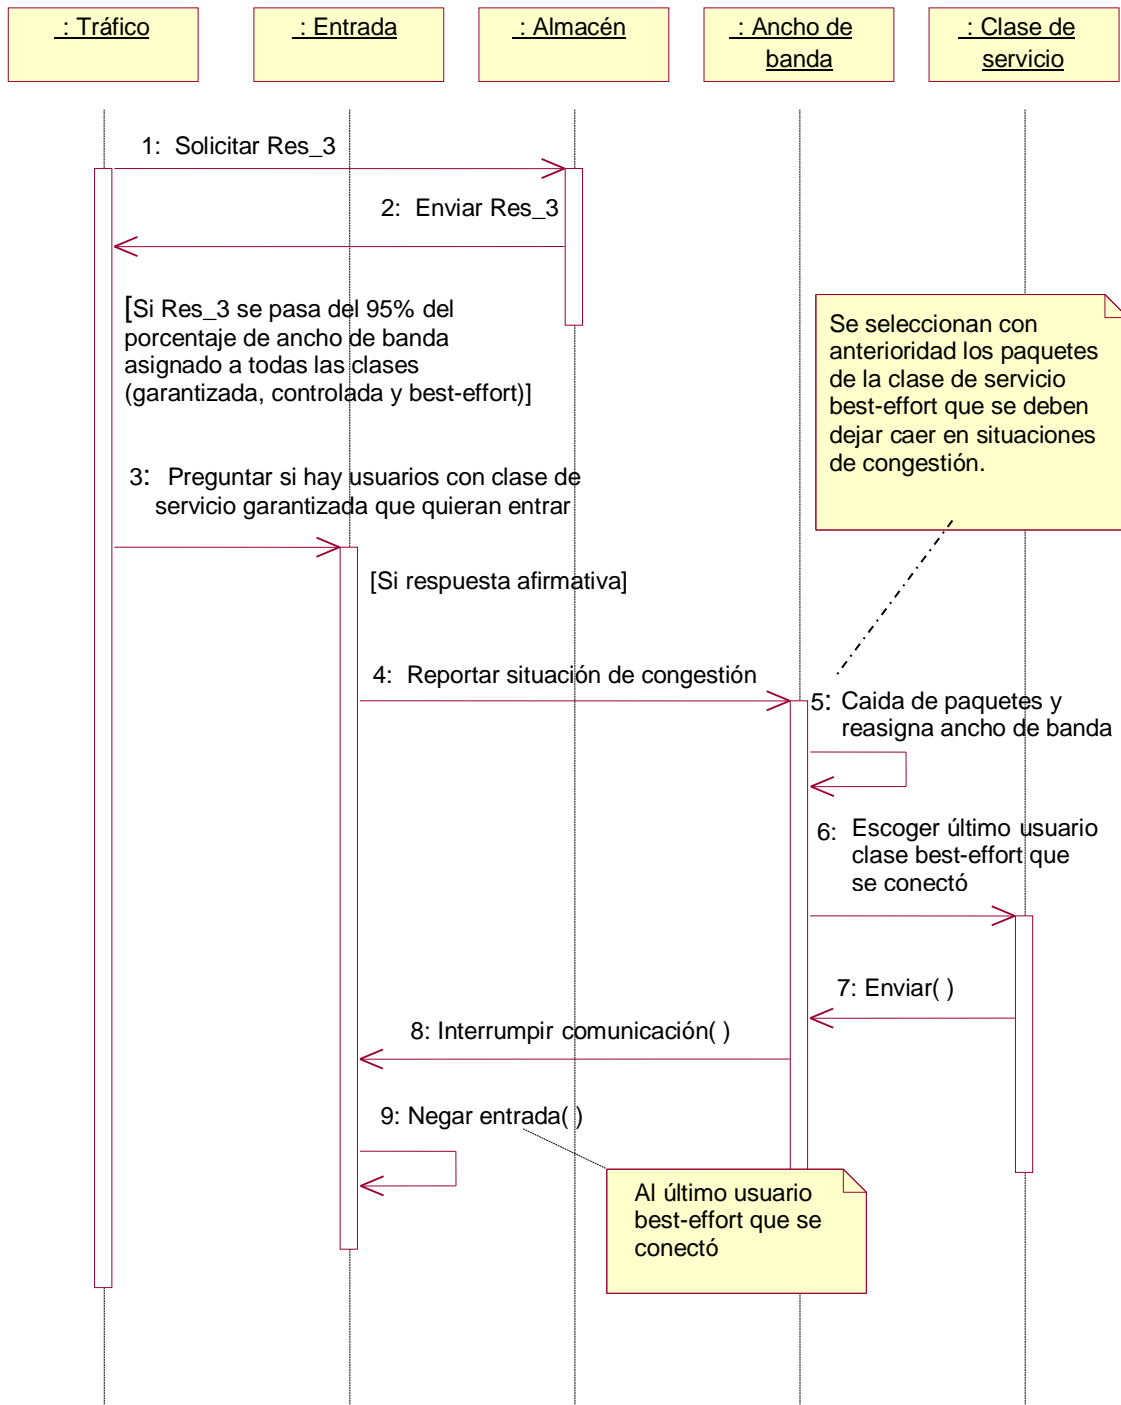 : Tráfico
: Entrada
: Almacén
: Ancho de
banda
: Clase de
servicio
1: Solicitar Res_3
2: Enviar Res_3
[Si Res_3 se pasa del 95% del
porcentaje de ancho de banda
asignado a todas las clases
(garantizada, controlada y best-effort)]
Se seleccionan con
anterioridad los paquetes
de la clase de servicio
best-effort que se deben
dejar caer en situaciones
de congestión.
3: Preguntar si hay usuarios con clase de
servicio garantizada que quieran entrar
[Si respuesta afirmativa]
4: Reportar situación de congestión
5: Caida de paquetes y
reasigna ancho de banda
6: Escoger último usuario
clase best-effort que
se conectó
7: Enviar( )
8: Interrumpir comunicación( )
9: Negar entrada( )
Al último usuario
best-effort que se
conectó